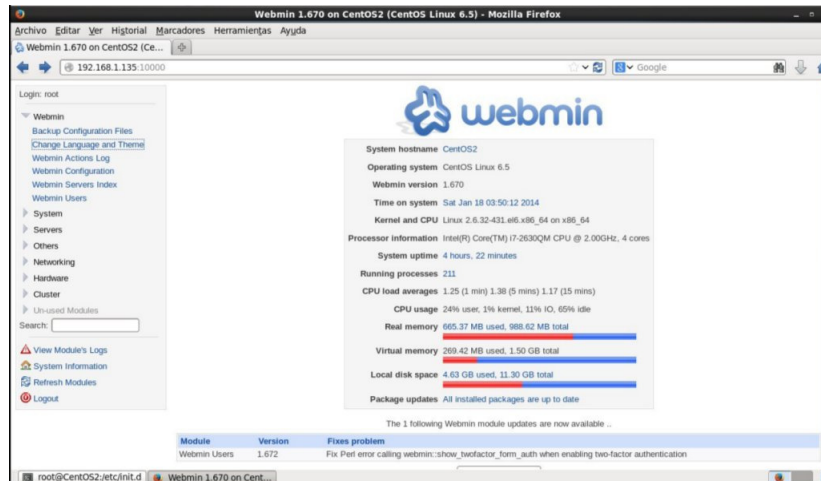 Webmin 1.670 on CentOS2 (CentOS Linux 6.5) - Mozilla Firefox
Archivo Editar Ver Historial Marcadores Herramientas Ayuda
Webmin 1.670 on CentOS2 (Ce...
192.168.1.135:10000
Google
Login: root
Webmin
Backup Configuration Files
Change Language and Theme
Webmin Actions Log
Webmin Configuration
Webmin Servers Index
Webmin Users
System
Servers
Others
Networking
Hardware
Cluster
Un-used Modules
Search:
View Module's Logs
System Information
Refresh Modules
Logout
webmin
System hostname CentOS2
Operating system CentOS Linux 6.5
Webmin version 1.670
Time on system Sat Jan 18 03:50:12 2014
Kernel and CPU Linux 2.6.32-431.el6.x86_64 on x86_64
Processor information Intel(R) Core(TM) i7-2630QM CPU @ 2.00GHz, 4 cores
System uptime 4 hours, 22 minutes
Running processes 211
CPU load averages 1.25 (1 min) 1.38 (5 mins) 1.17 (15 mins)
CPU usage 24% user, 1% kernel, 11% IO, 65% idle
Real memory 665.37 MB used, 988.62 MB total
Virtual memory 269.42 MB used, 1.50 GB total
Local disk space 4.63 GB used, 11.30 GB total
Package updates All installed packages are up to date
The 1 following Webmin module updates are now available ..
Module Version Fixes problem
Webmin Users 1.672 Fix Perl error calling webmin::show_twofactor_form_auth when enabling two-factor authentication
root@CentOS2:/etc/init.d
Webmin 1.670 on Cent...